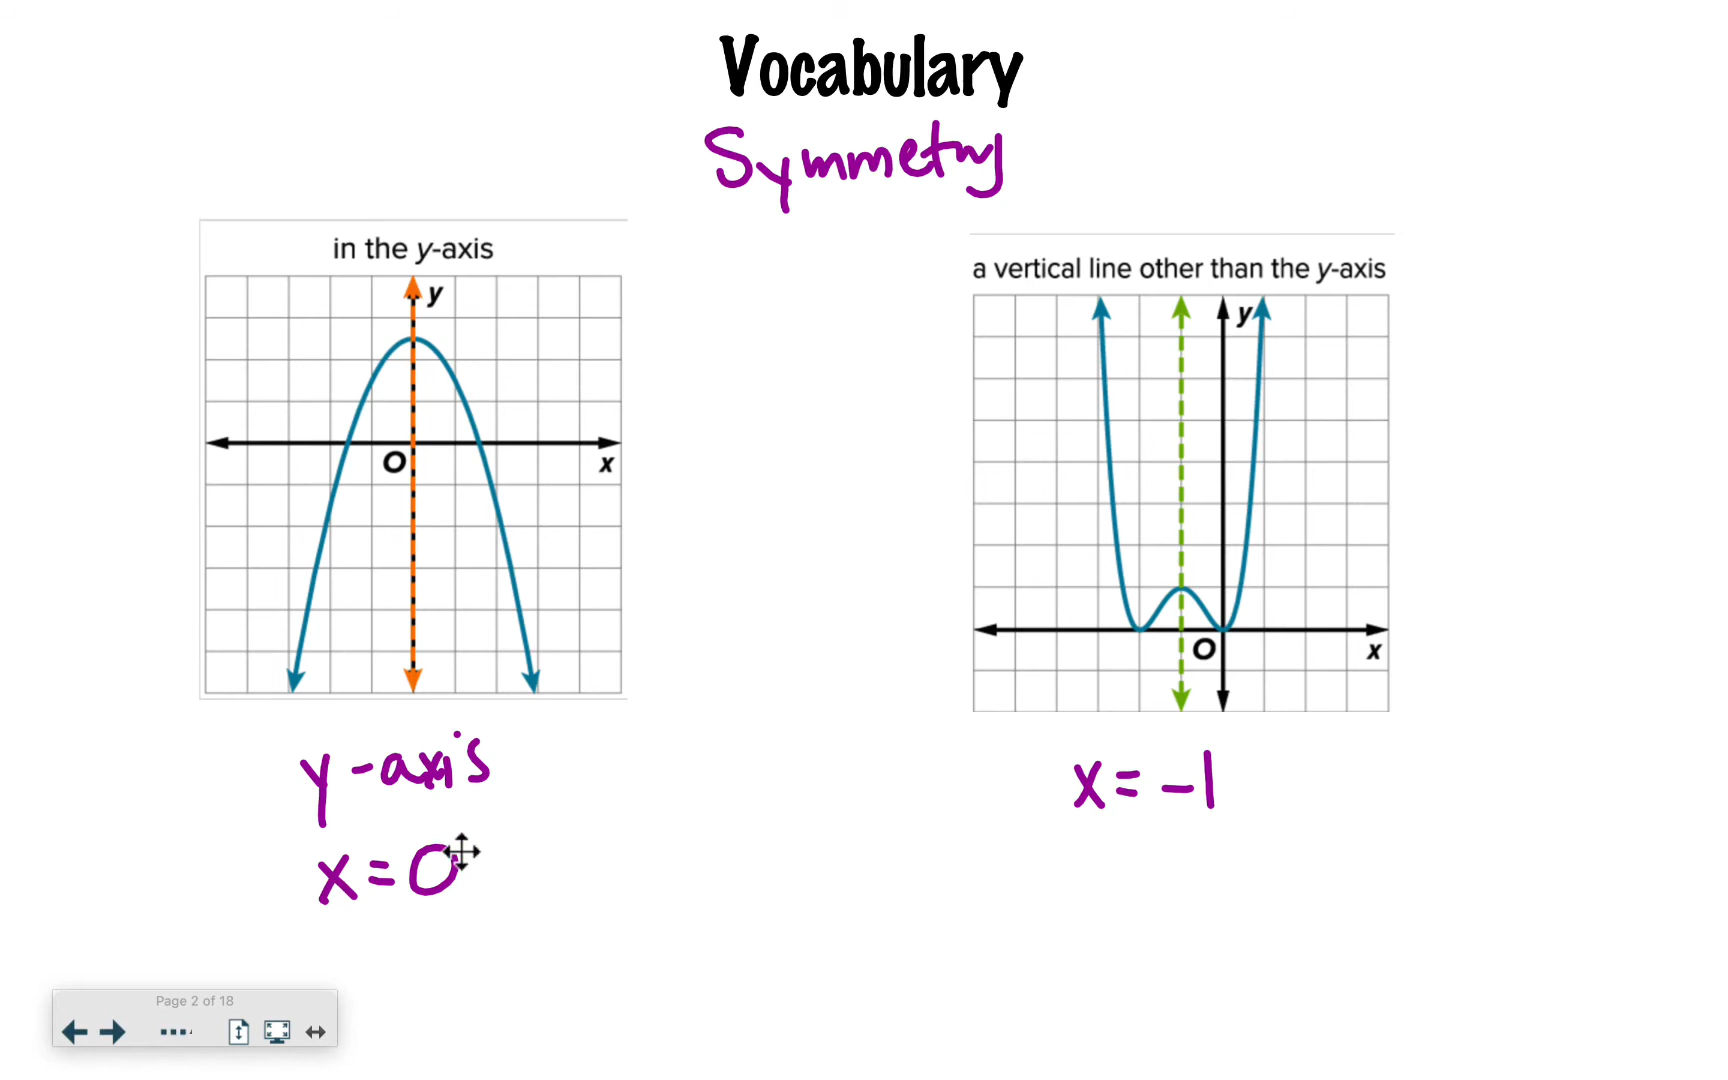 Vocabulary
Symmetry
in the y-axis
y
O
x
y-axis
x = 0
a vertical line other than the y-axis
y
O
x
x = -1
Page 2 of 18